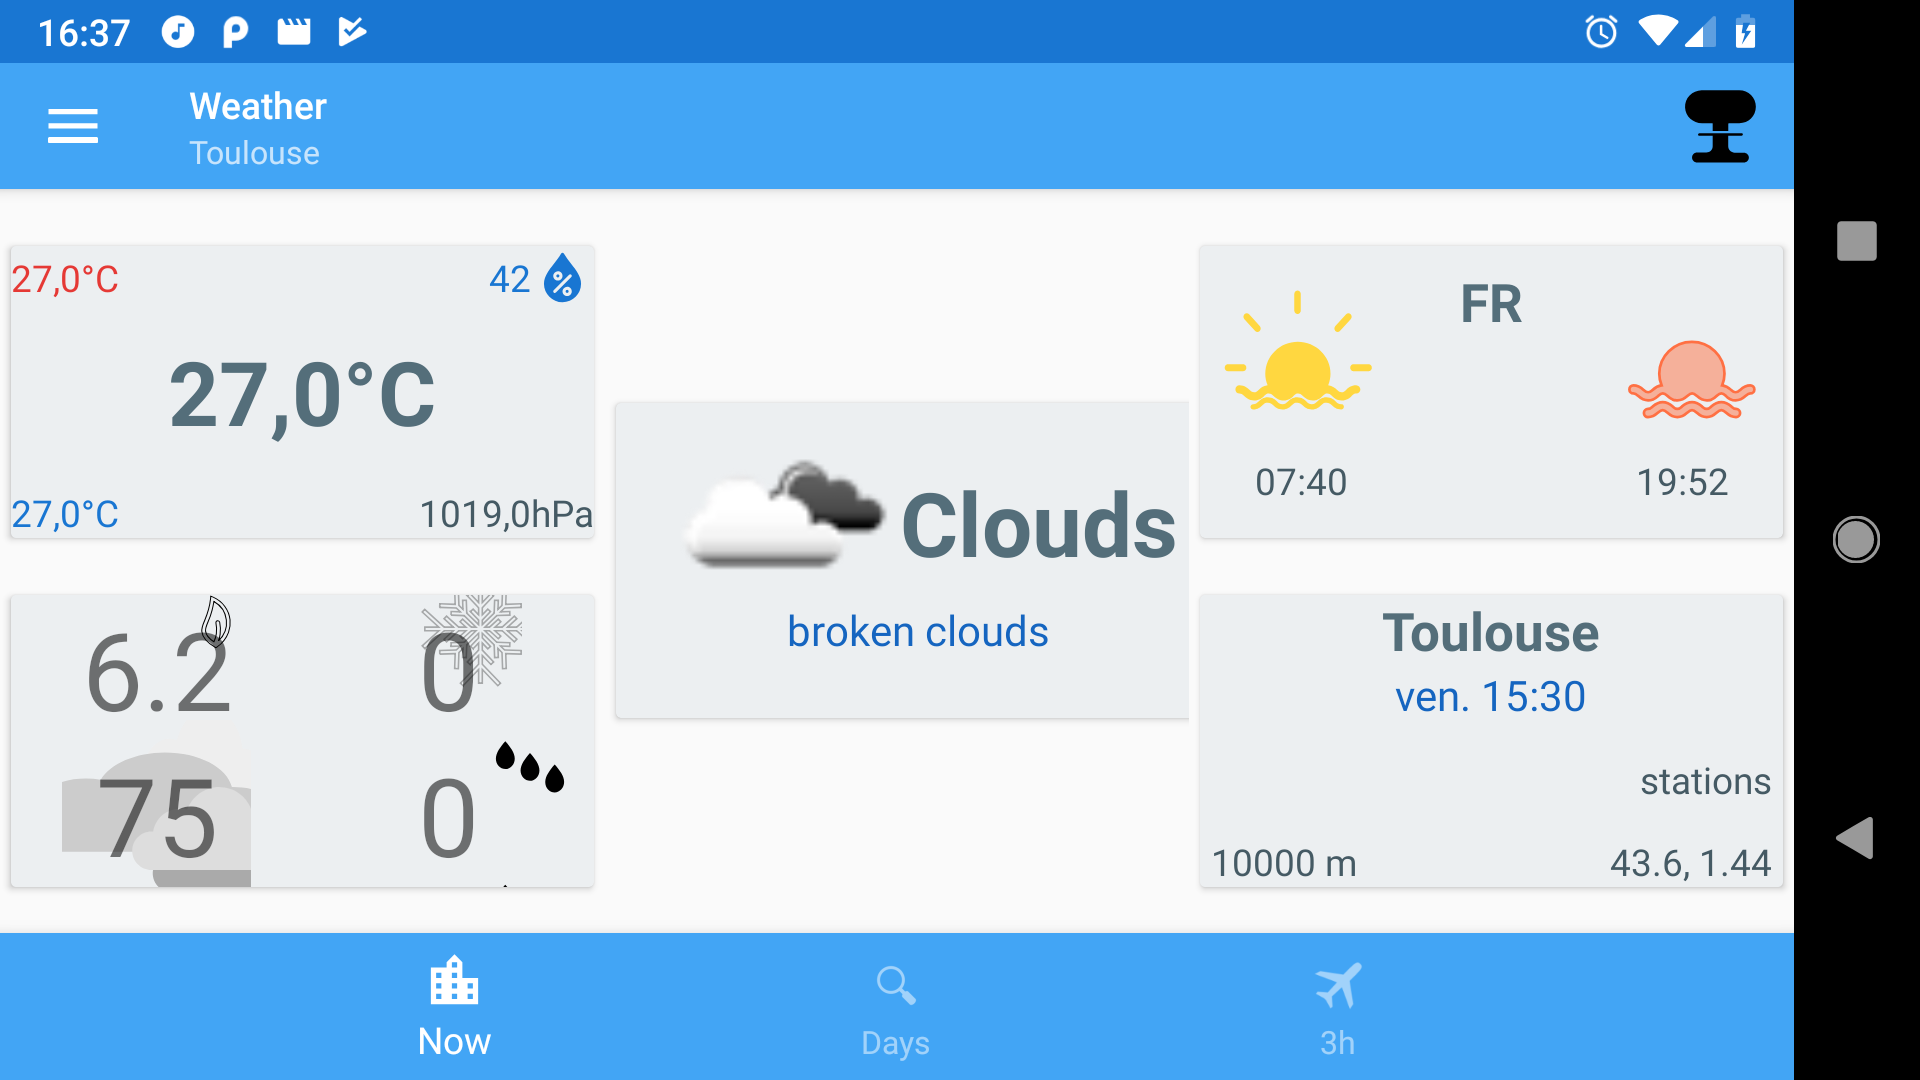 16:37
Weather
Toulouse
27,0°C
42 %
27,0°C
27,0°C
1019,0hPa
6.2
0
75
0
Clouds
broken clouds
FR
07:40
19:52
Toulouse
ven. 15:30
stations
10000 m
43.6, 1.44
Now
Days
3h